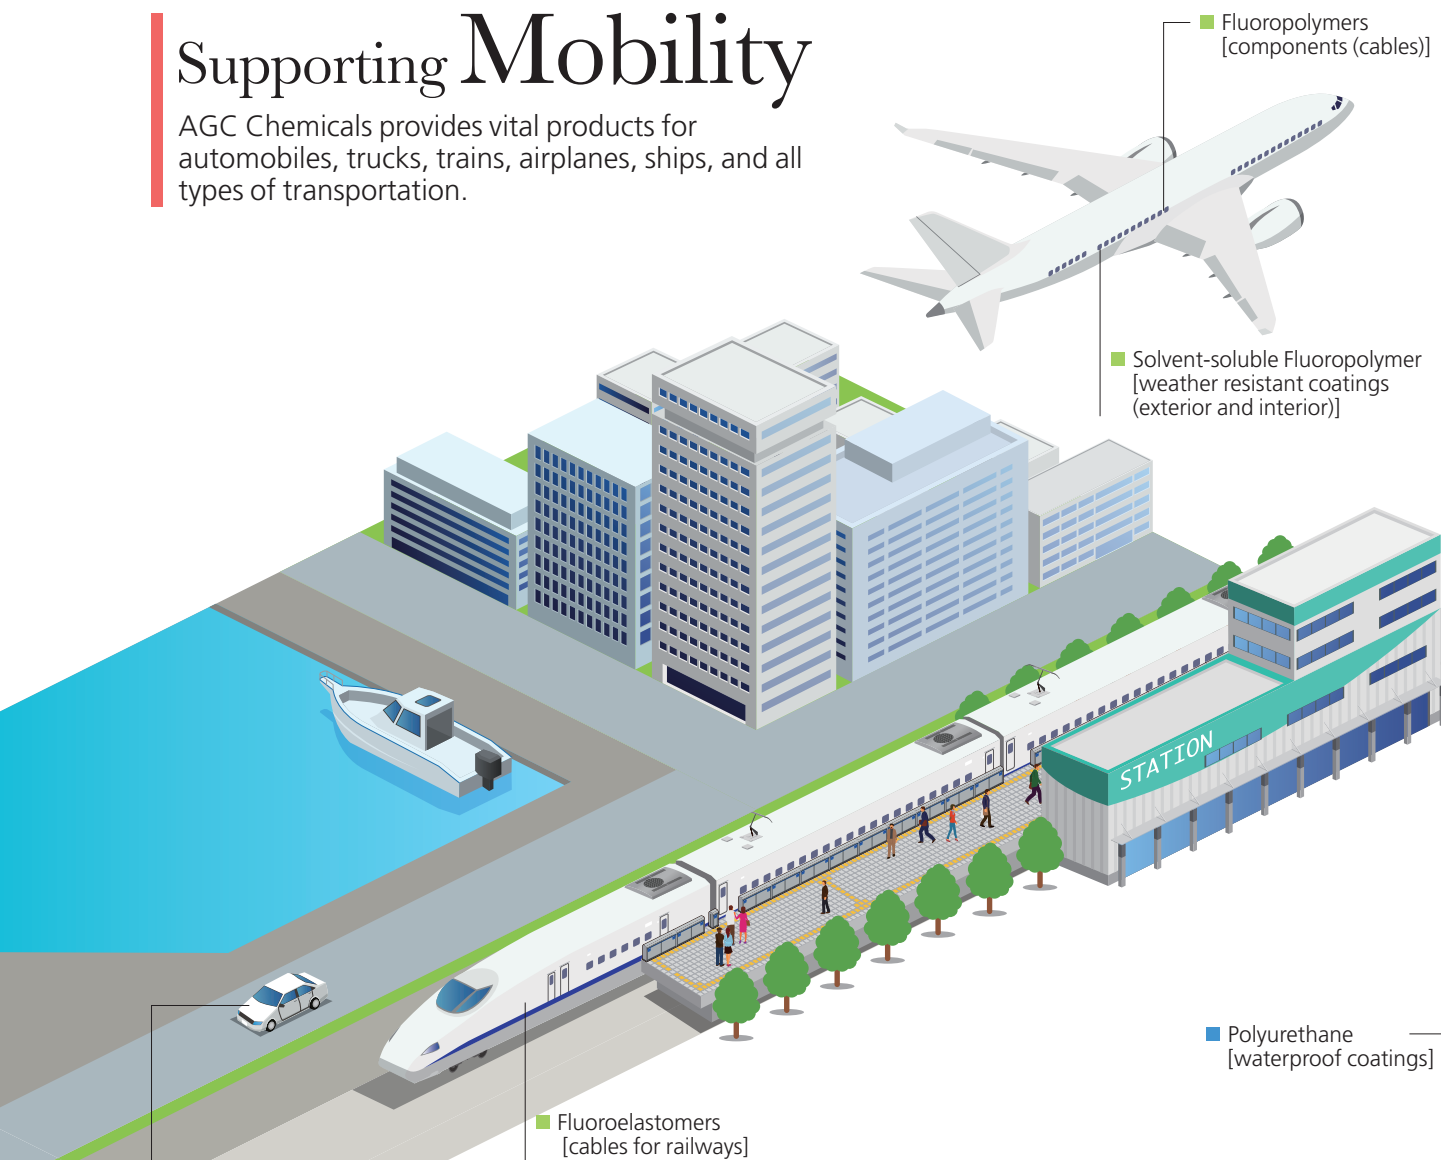 Supporting Mobility
AGC Chemicals provides vital products for
automobiles, trucks, trains, airplanes, ships, and all
types of transportation.
Fluoropolymers
[components (cables)]
Solvent-soluble Fluoropolymer
[weather resistant coatings
(exterior and interior)]
STATION
Polyurethane
[waterproof coatings]
Fluoroelastomers
[cables for railways]